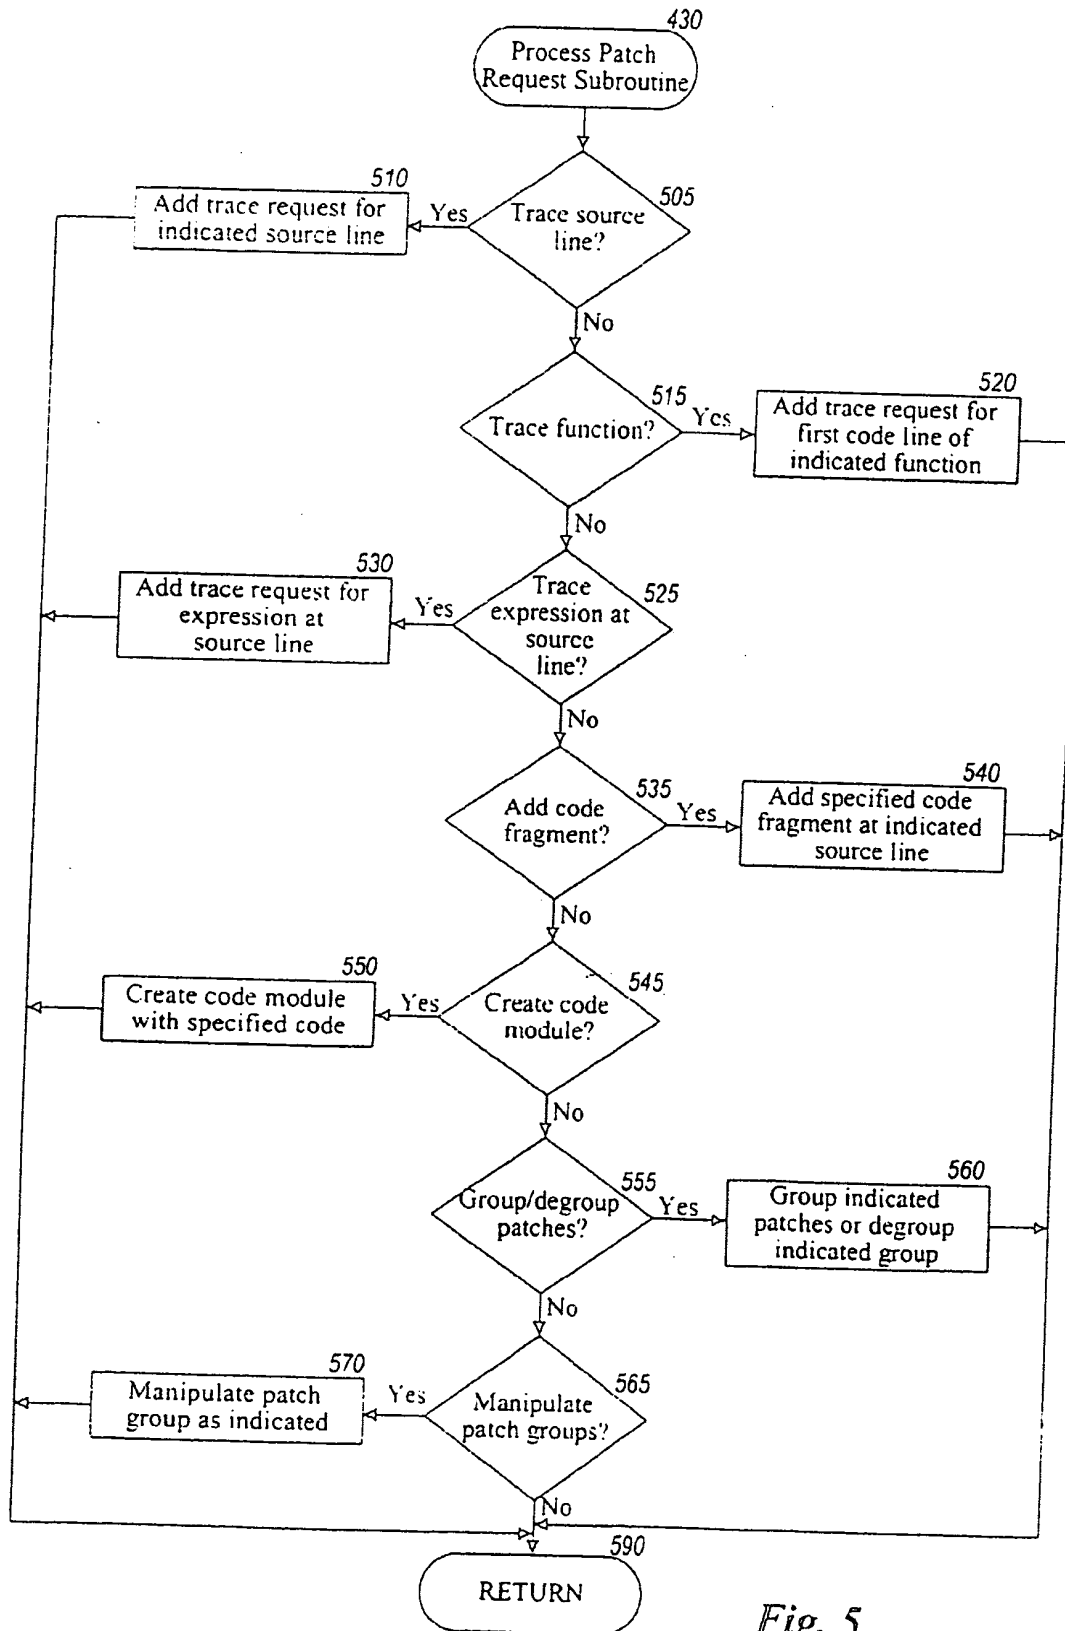 430
Process Patch
Request Subroutine
510
Add trace request for
indicated source line
Yes
505
Trace source
line?
No
515
Trace function?
Yes
520
Add trace request for
first code line of
indicated function
No
530
Add trace request for
expression at
source line
Yes
525
Trace
expression at
source
line?
No
535
Add code
fragment?
Yes
540
Add specified code
fragment at indicated
source line
No
550
Create code module
with specified code
Yes
545
Create code
module?
No
555
Group/degroup
patches?
Yes
560
Group indicated
patches or degroup
indicated group
No
570
Manipulate patch
group as indicated
Yes
565
Manipulate
patch groups?
No
590
RETURN
Fig. 5